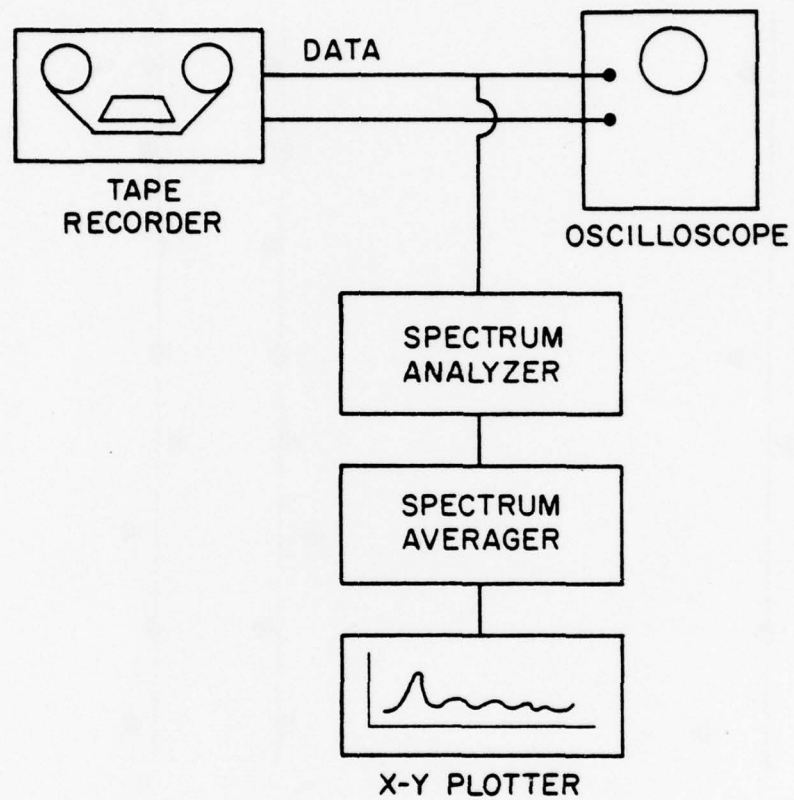 DATA
TAPE
RECORDER
OSCILLOSCOPE
SPECTRUM
ANALYZER
SPECTRUM
AVERAGER
X-Y PLOTTER